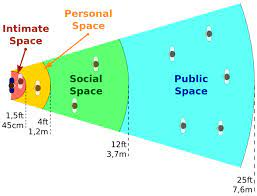 Personal
Space
Intimate
Space
Social
Space
Public
Space
1,5ft
45cm
4ft
1,2m
12ft
3,7m
25ft
7,6m